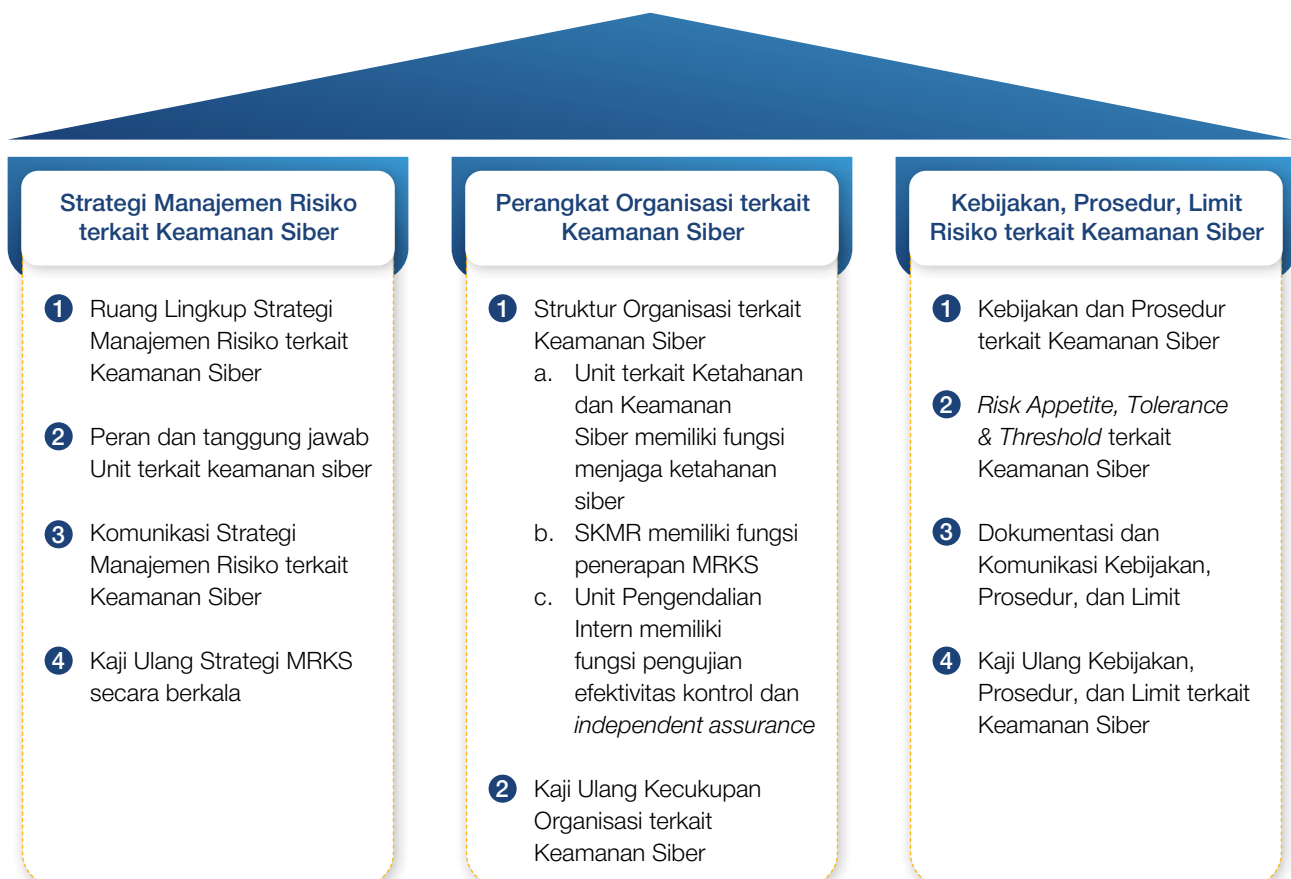 Strategi Manajemen Risiko
terkait Keamanan Siber
1 Ruang Lingkup Strategi
Manajemen Risiko terkait
Keamanan Siber
2 Peran dan tanggung jawab
Unit terkait keamanan siber
3 Komunikasi Strategi
Manajemen Risiko terkait
Keamanan Siber
4 Kaji Ulang Strategi MRKS
secara berkala
Perangkat Organisasi terkait
Keamanan Siber
1 Struktur Organisasi terkait
Keamanan Siber
a. Unit terkait Ketahanan
dan Keamanan
Siber memiliki fungsi
menjaga ketahanan
siber
b. SKMR memiliki fungsi
penerapan MRKS
c. Unit Pengendalian
Intern memiliki
fungsi pengujian
efektivitas kontrol dan
independent assurance
2 Kaji Ulang Kecukupan
Organisasi terkait
Keamanan Siber
Kebijakan, Prosedur, Limit
Risiko terkait Keamanan Siber
1 Kebijakan dan Prosedur
terkait Keamanan Siber
2 Risk Appetite, Tolerance
& Threshold terkait
Keamanan Siber
3 Dokumentasi dan
Komunikasi Kebijakan,
Prosedur, dan Limit
4 Kaji Ulang Kebijakan,
Prosedur, dan Limit terkait
Keamanan Siber